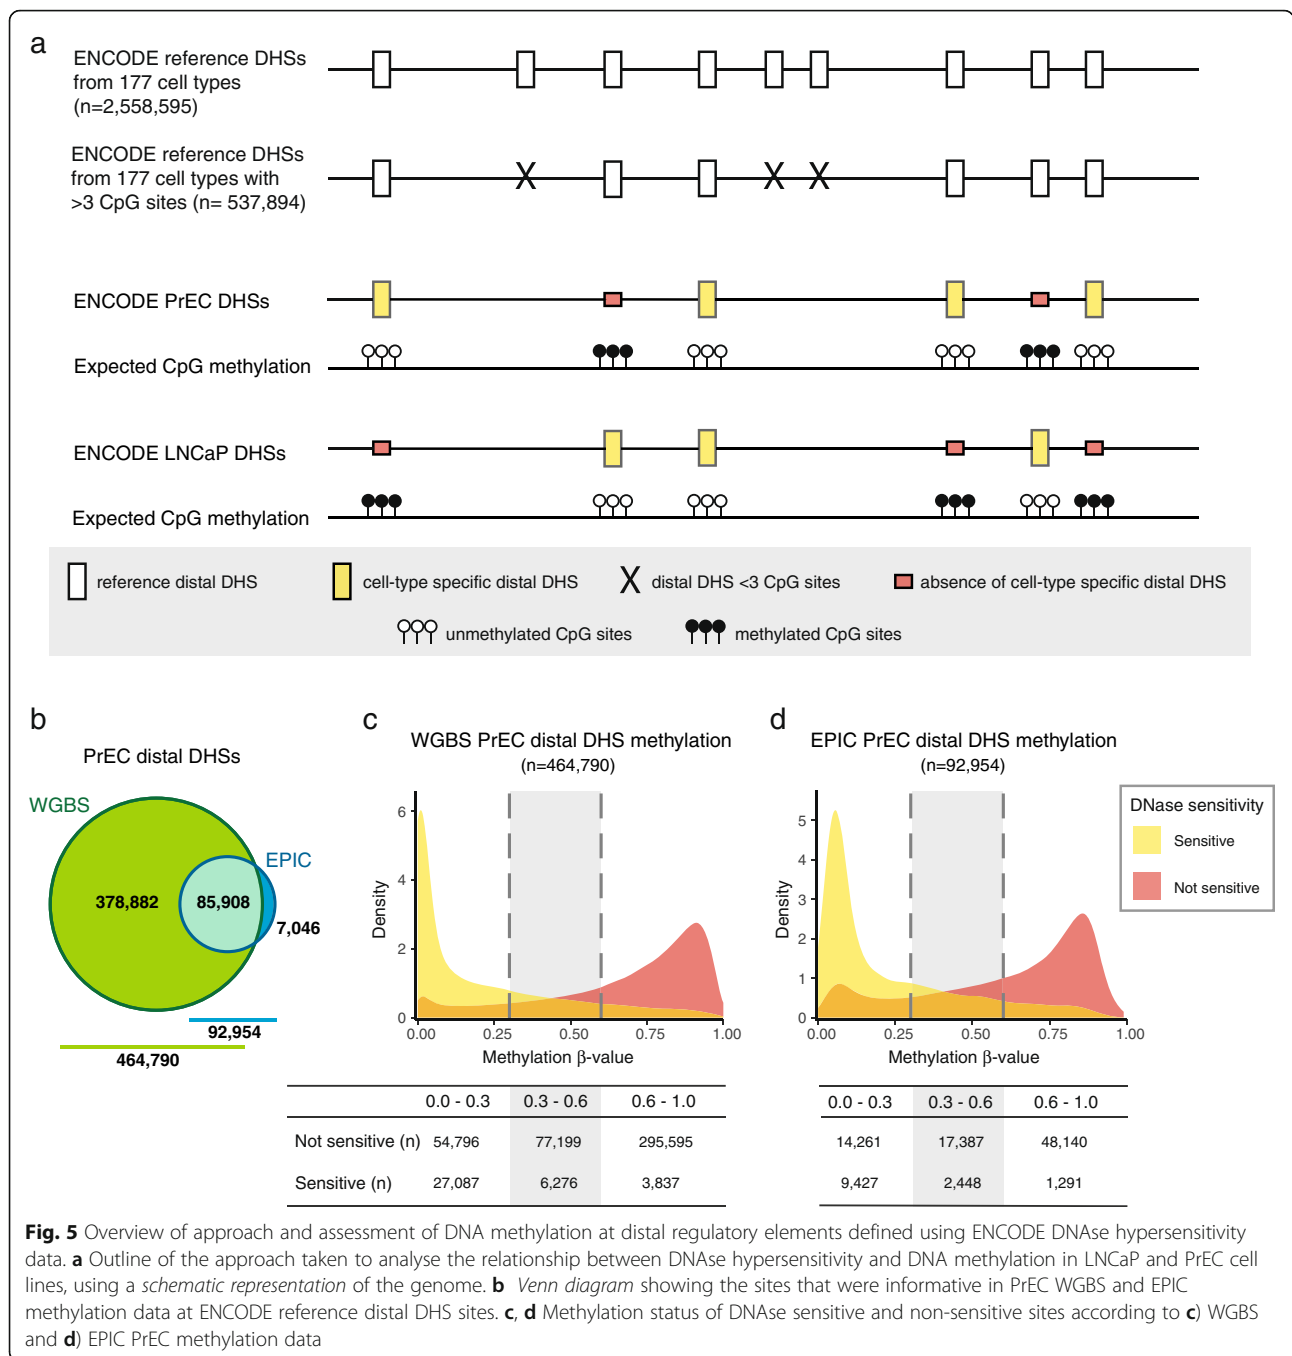 a
ENCODE reference DHSs
from 177 cell types
(n=2,558,595)
ENCODE reference DHSs
from 177 cell types with
>3 CpG sites (n= 537,894)
X X X
ENCODE PrEC DHSs
Expected CpG methylation
ENCODE LNCaP DHSs
Expected CpG methylation
reference distal DHS
cell-type specific distal DHS
X distal DHS <3 CpG sites
absence of cell-type specific distal DHS
unmethylated CpG sites
methylated CpG sites
b
PrEC distal DHSs
WGBS
EPIC
378,882
85,908
7,046
92,954
464,790
c
WGBS PrEC distal DHS methylation
(n=464,790)
Density
6
4
2
0
0.00 0.25 0.50 0.75 1.00
Methylation β-value
0.0 - 0.3 0.3 - 0.6 0.6 - 1.0
Not sensitive (n) 54,796 77,199 295,595
Sensitive (n) 27,087 6,276 3,837
d
EPIC PrEC distal DHS methylation
(n=92,954)
Density
5
4
3
2
1
0
0.00 0.25 0.50 0.75 1.00
Methylation β-value
0.0 - 0.3 0.3 - 0.6 0.6 - 1.0
14,261 17,387 48,140
9,427 2,448 1,291
DNase sensitivity
Sensitive
Not sensitive
Fig. 5 Overview of approach and assessment of DNA methylation at distal regulatory elements defined using ENCODE DNAse hypersensitivity
data. a Outline of the approach taken to analyse the relationship between DNAse hypersensitivity and DNA methylation in LNCaP and PrEC cell
lines, using a schematic representation of the genome. b Venn diagram showing the sites that were informative in PrEC WGBS and EPIC
methylation data at ENCODE reference distal DHS sites. c, d Methylation status of DNAse sensitive and non-sensitive sites according to c) WGBS
and d) EPIC PrEC methylation data